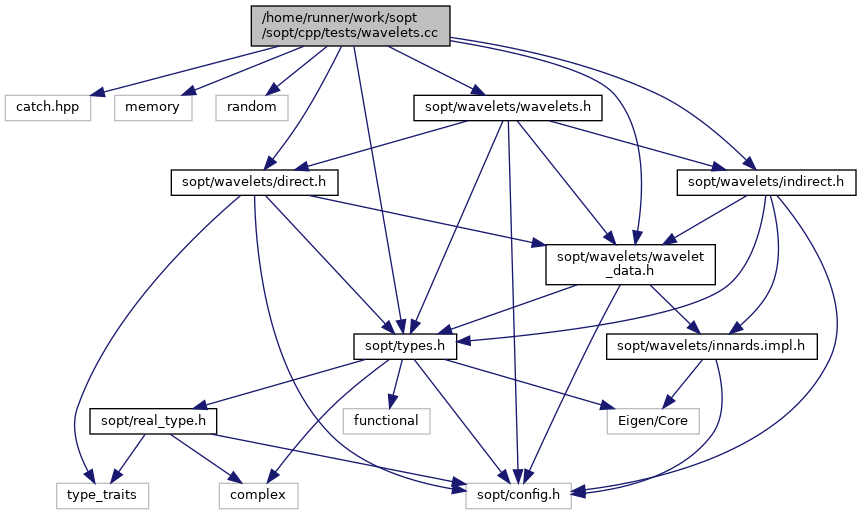 /home/runner/work/sopt
/sopt/cpp/tests/wavelets.cc
catch.hpp
memory
random
sopt/wavelets/wavelets.h
sopt/wavelets/direct.h
sopt/wavelets/indirect.h
sopt/wavelets/wavelet
_data.h
sopt/types.h
sopt/wavelets/innards.impl.h
sopt/real_type.h
functional
Eigen/Core
type_traits
complex
sopt/config.h